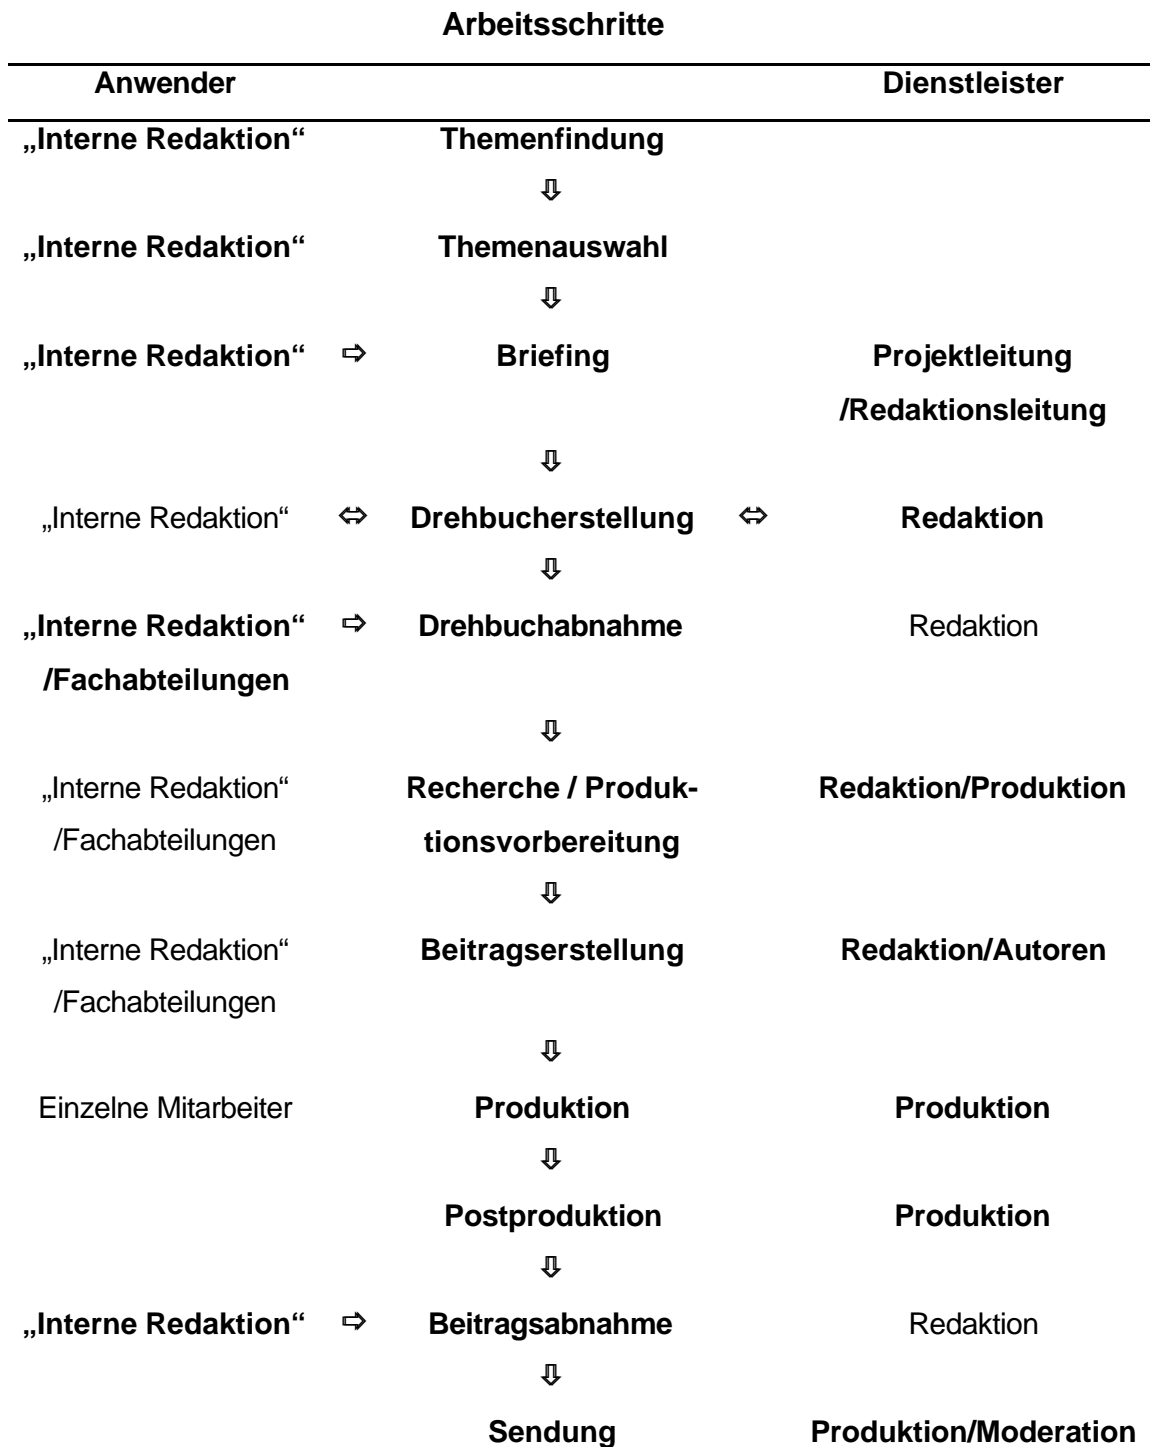 Arbeitsschritte
Anwender Dienstleister
„Interne Redaktion“ Themenfindung
⇩
„Interne Redaktion“ Themenauswahl
⇩
„Interne Redaktion“ ⇨ Briefing Projektleitung
/Redaktionsleitung
⇩
„Interne Redaktion“ ⬄ Drehbucherstellung ⬄ Redaktion
⇩
„Interne Redaktion“ ⇨ Drehbuchabnahme Redaktion
/Fachabteilungen
⇩
„Interne Redaktion“ Recherche / Produk- Redaktion/Produktion
/Fachabteilungen tionsvorbereitung
⇩
„Interne Redaktion“ Beitragserstellung Redaktion/Autoren
/Fachabteilungen
⇩
Einzelne Mitarbeiter Produktion Produktion
⇩
Postproduktion Produktion
⇩
„Interne Redaktion“ ⇨ Beitragsabnahme Redaktion
⇩
Sendung Produktion/Moderation